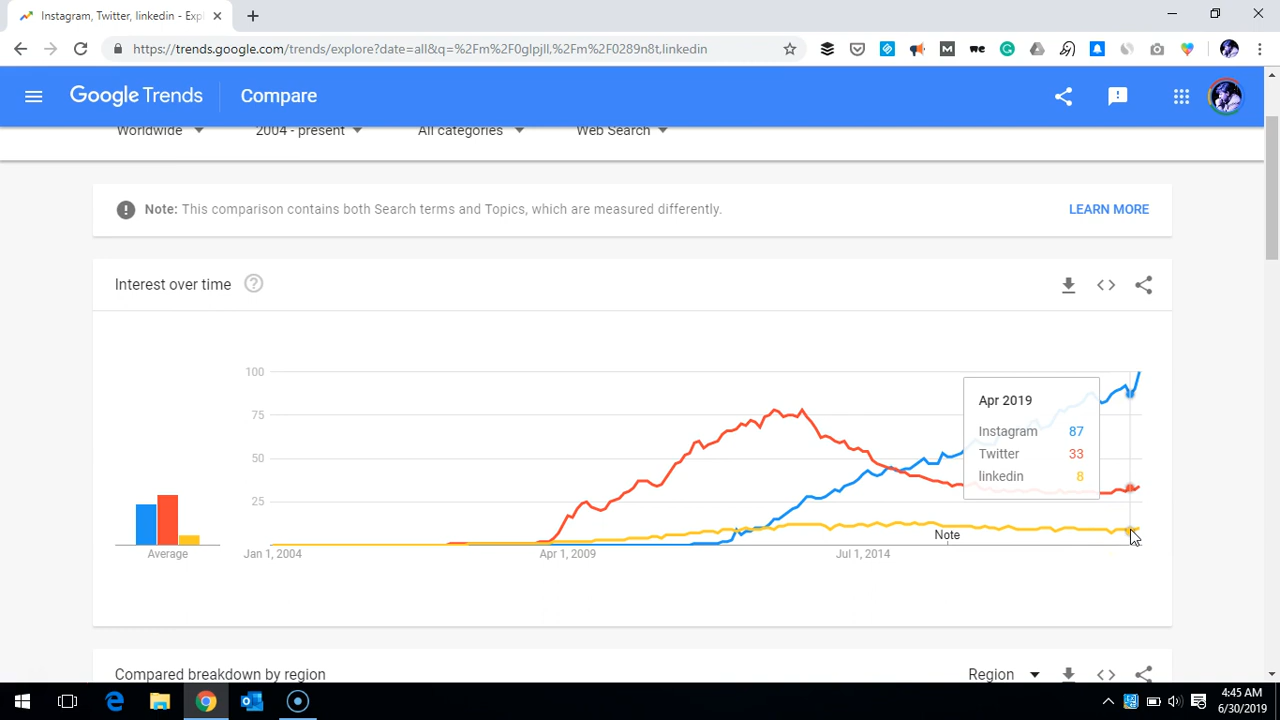 Instagram, Twitter, linkedin - Expl
https://trends.google.com/trends/explore?date=all&q=%2Fm%2F0glpjll,%2Fm%2F0289n8t,linkedin
Google Trends Compare
Worldwide 2004 - present All categories Web Search
Note: This comparison contains both Search terms and Topics, which are measured differently. LEARN MORE
Interest over time
100
75
50
25
Apr 2019
Instagram 87
Twitter 33
linkedin 8
Note
Average
Jan 1, 2004 Apr 1, 2009 Jul 1, 2014
Compared breakdown by region Region
4:45 AM
6/30/2019